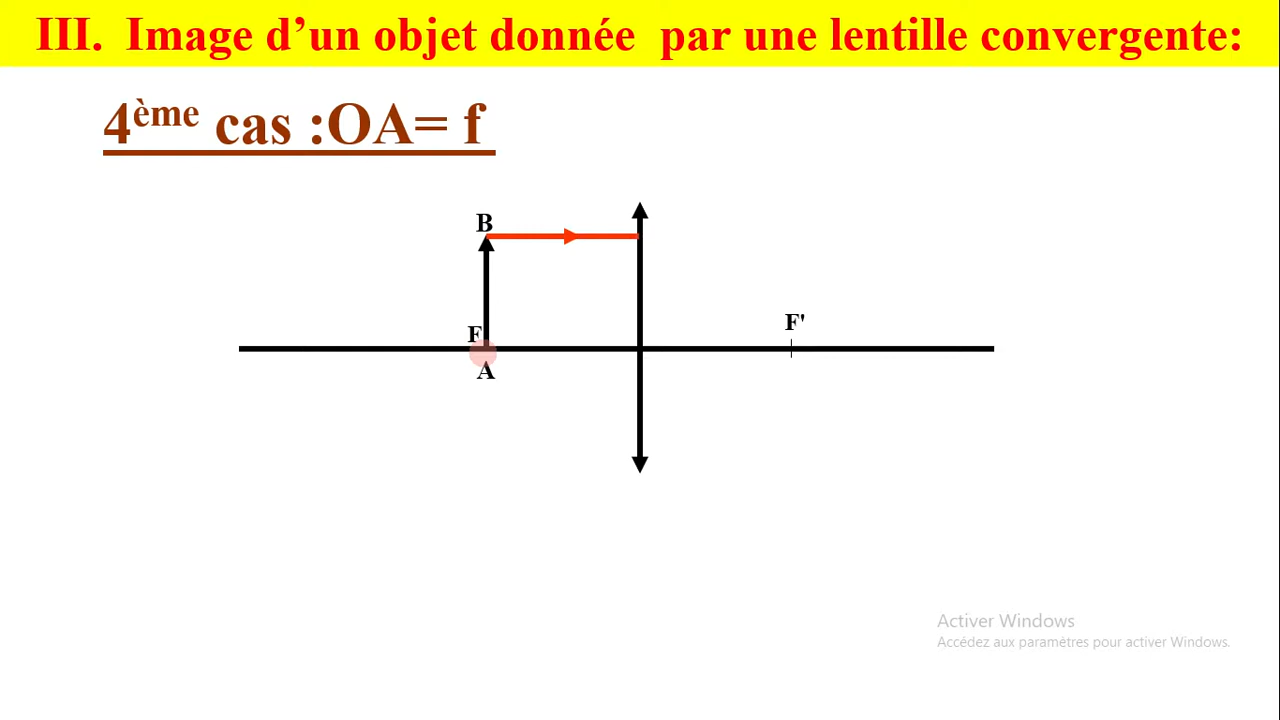 III. Image d’un objet donnée par une lentille convergente:
4ème cas :OA= f
B
F
F'
A
Activer Windows
Accédez aux paramètres pour activer Windows.